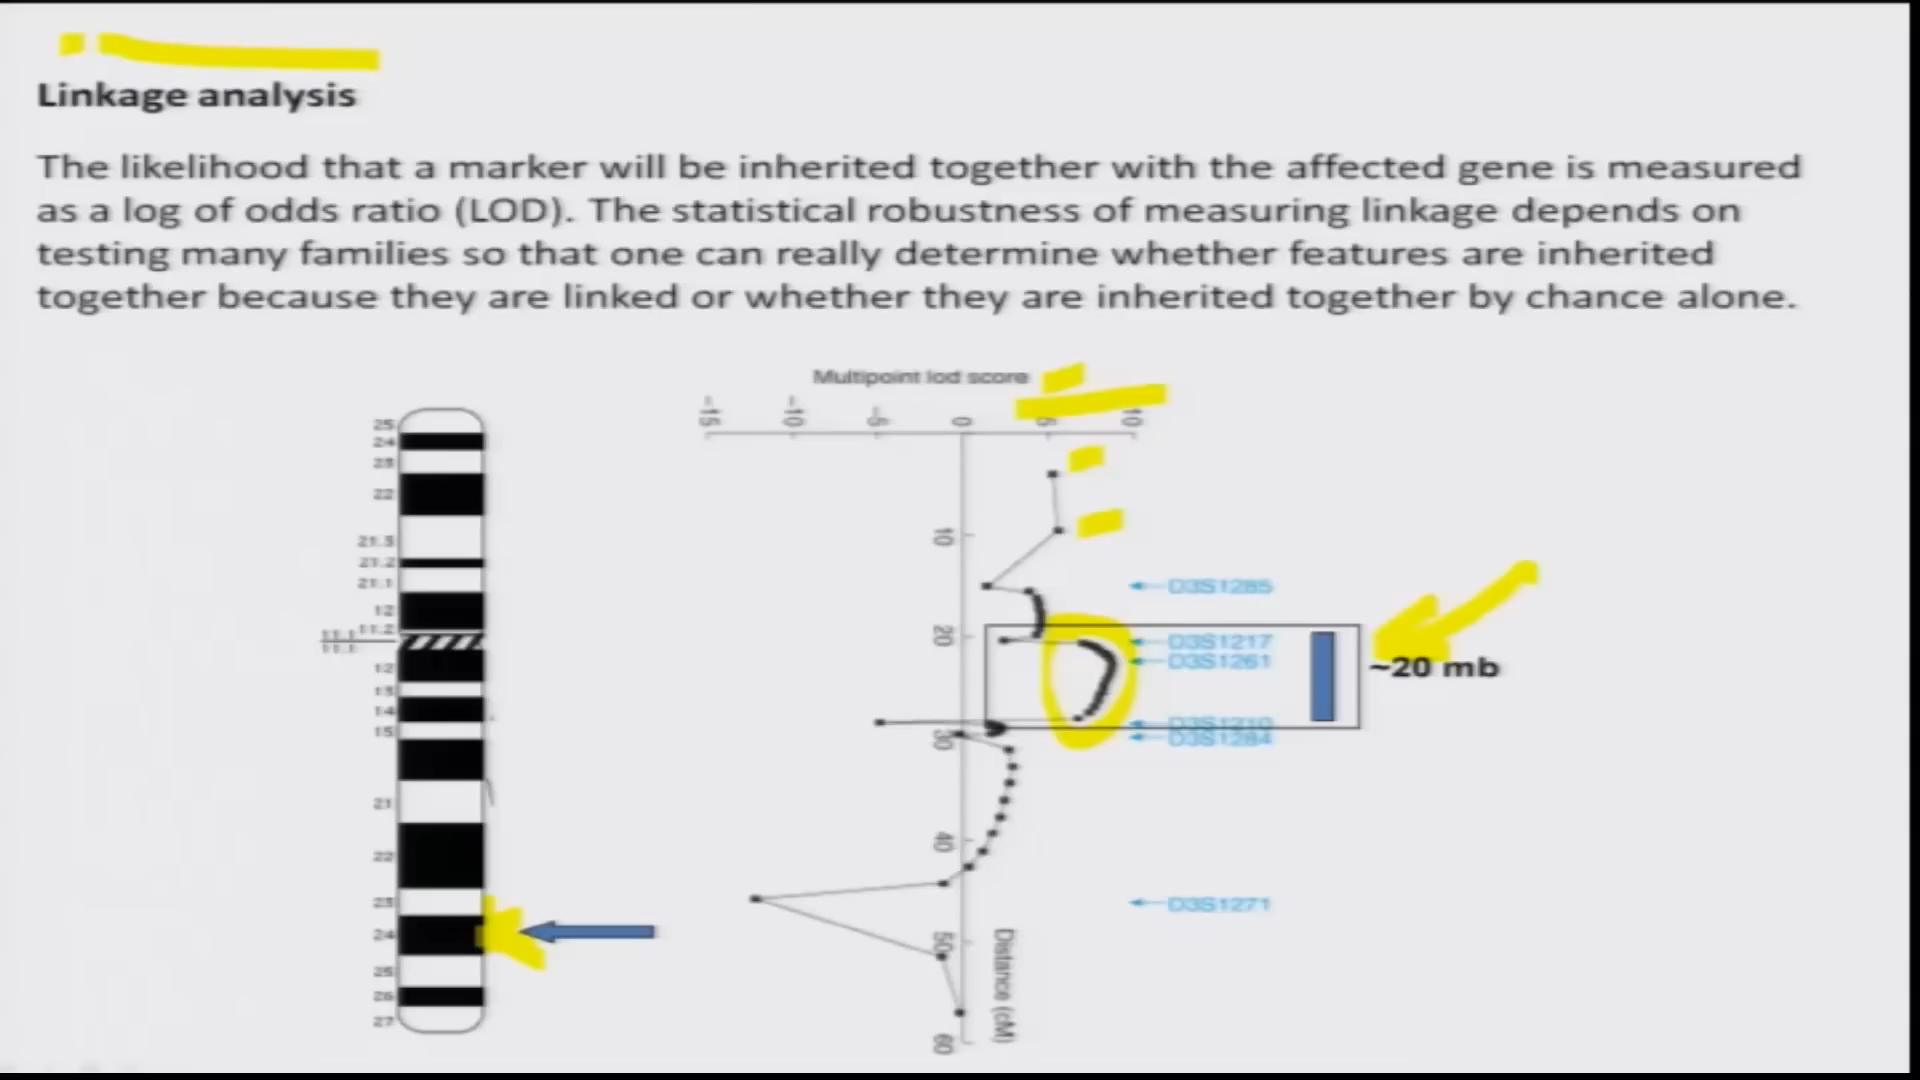 Linkage analysis
The likelihood that a marker will be inherited together with the affected gene is measured
as a log of odds ratio (LOD). The statistical robustness of measuring linkage depends on
testing many families so that one can really determine whether features are inherited
together because they are linked or whether they are inherited together by chance alone.
Multipoint lod score
-15 -10 -5 0 5 10
25
24
23
22
21.3
21.2
21.1
12
11.2
11.1
12
13
14
15
21
22
23
24
25
26
27
10
20
30
40
50
60
Distance (cM)
D3S1285
D3S1217
D3S1261
D3S1210
D3S1284
D3S1271
~20 mb